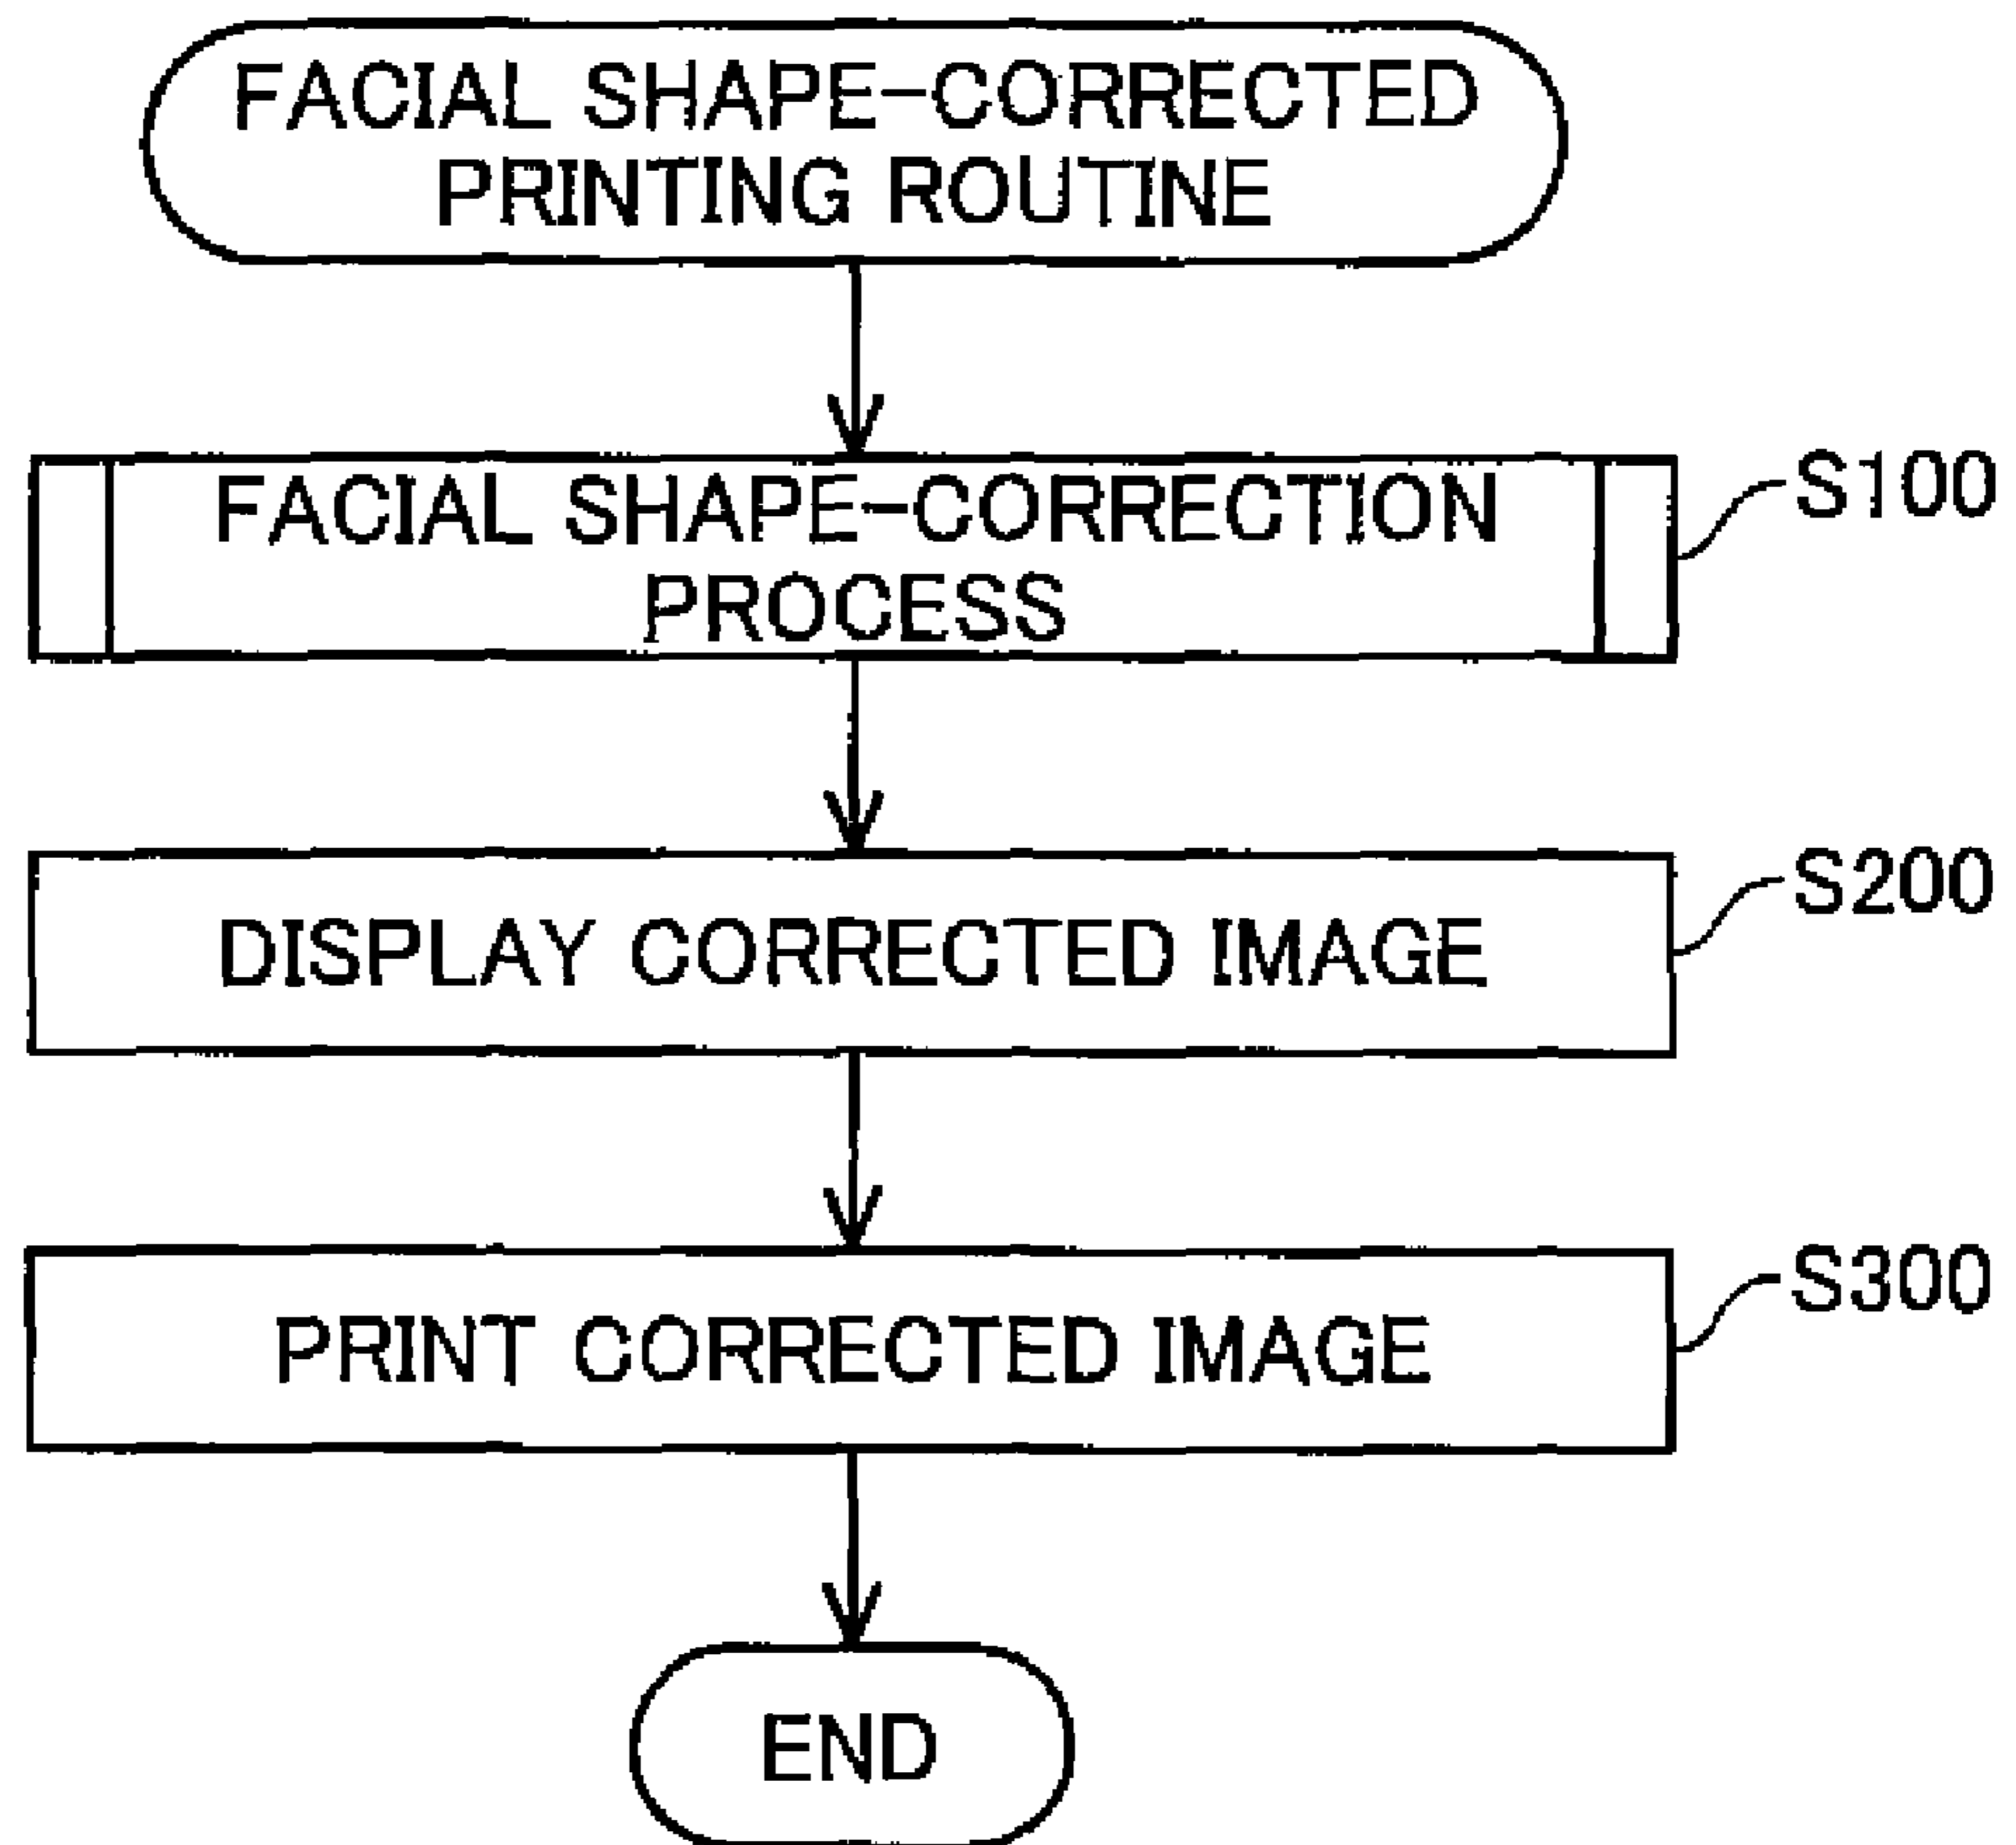 FACIAL SHAPE-CORRECTED
PRINTING ROUTINE
FACIAL SHAPE-CORRECTION
PROCESS
S100
DISPLAY CORRECTED IMAGE
S200
PRINT CORRECTED IMAGE
S300
END